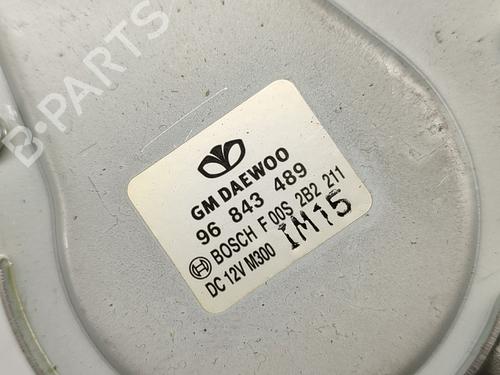 B-PARTS
GM DAEWOO
96 843 489
BOSCH F 00S 2B2 211
DC 12V M300
1M15